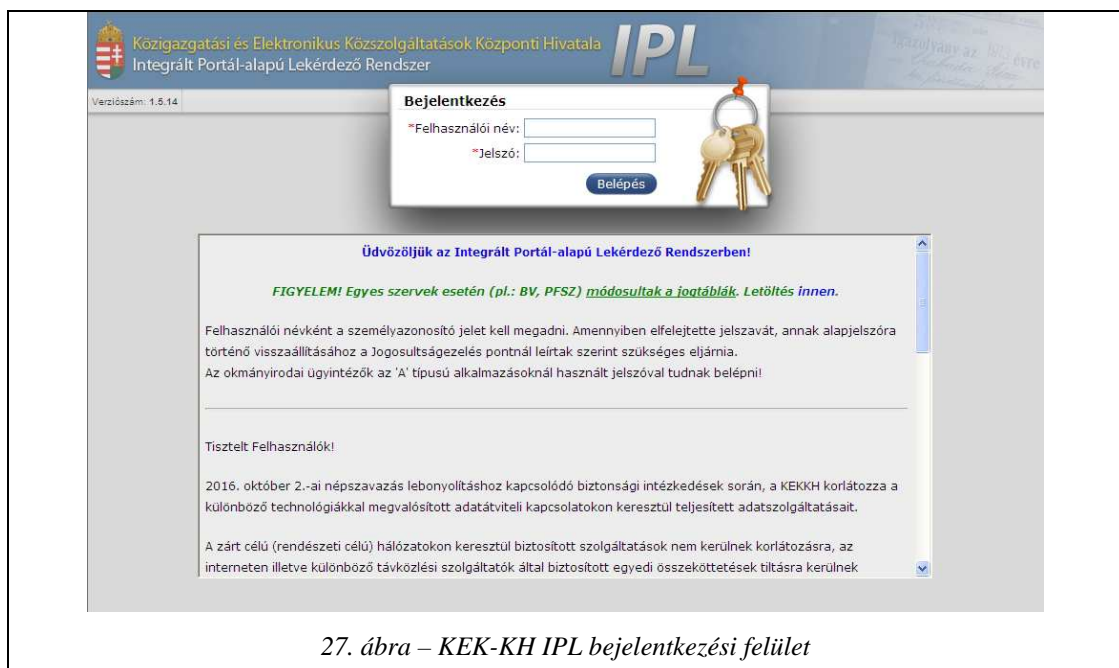 Közigazgatási és Elektronikus Közszolgáltatások Központi Hivatala
Integrált Portál-alapú Lekérdező Rendszer
IPL
Igazolvány az
évre
Verziószám: 1.5.14
Bejelentkezés
*Felhasználói név:
*Jelszó:
Belépés
Üdvözöljük az Integrált Portál-alapú Lekérdező Rendszerben!
FIGYELEM! Egyes szervek esetén (pl.: BV, PFSZ) módosultak a jogtáblák. Letöltés innen.
Felhasználói névként a személyazonosító jelet kell megadni. Amennyiben elfelejtette jelszavát, annak alapjelszóra
történő visszaállításához a Jogosultságezelés pontnál leírtak szerint szükséges eljárnia.
Az okmányirodai ügyintézők az 'A' típusú alkalmazásoknál használt jelszóval tudnak belépni!
Tisztelt Felhasználók!
2016. október 2.-ai népszavazás lebonyolításhoz kapcsolódó biztonsági intézkedések során, a KEKKH korlátozza a
különböző technológiákkal megvalósított adatátviteli kapcsolatokon keresztül teljesített adatszolgáltatásait.
A zárt célú (rendészeti célú) hálózatokon keresztül biztosított szolgáltatások nem kerülnek korlátozásra, az
interneten illetve különböző távközlési szolgáltatók által biztosított egyedi összeköttetések tiltásra kerülnek
27. ábra – KEK-KH IPL bejelentkezési felület